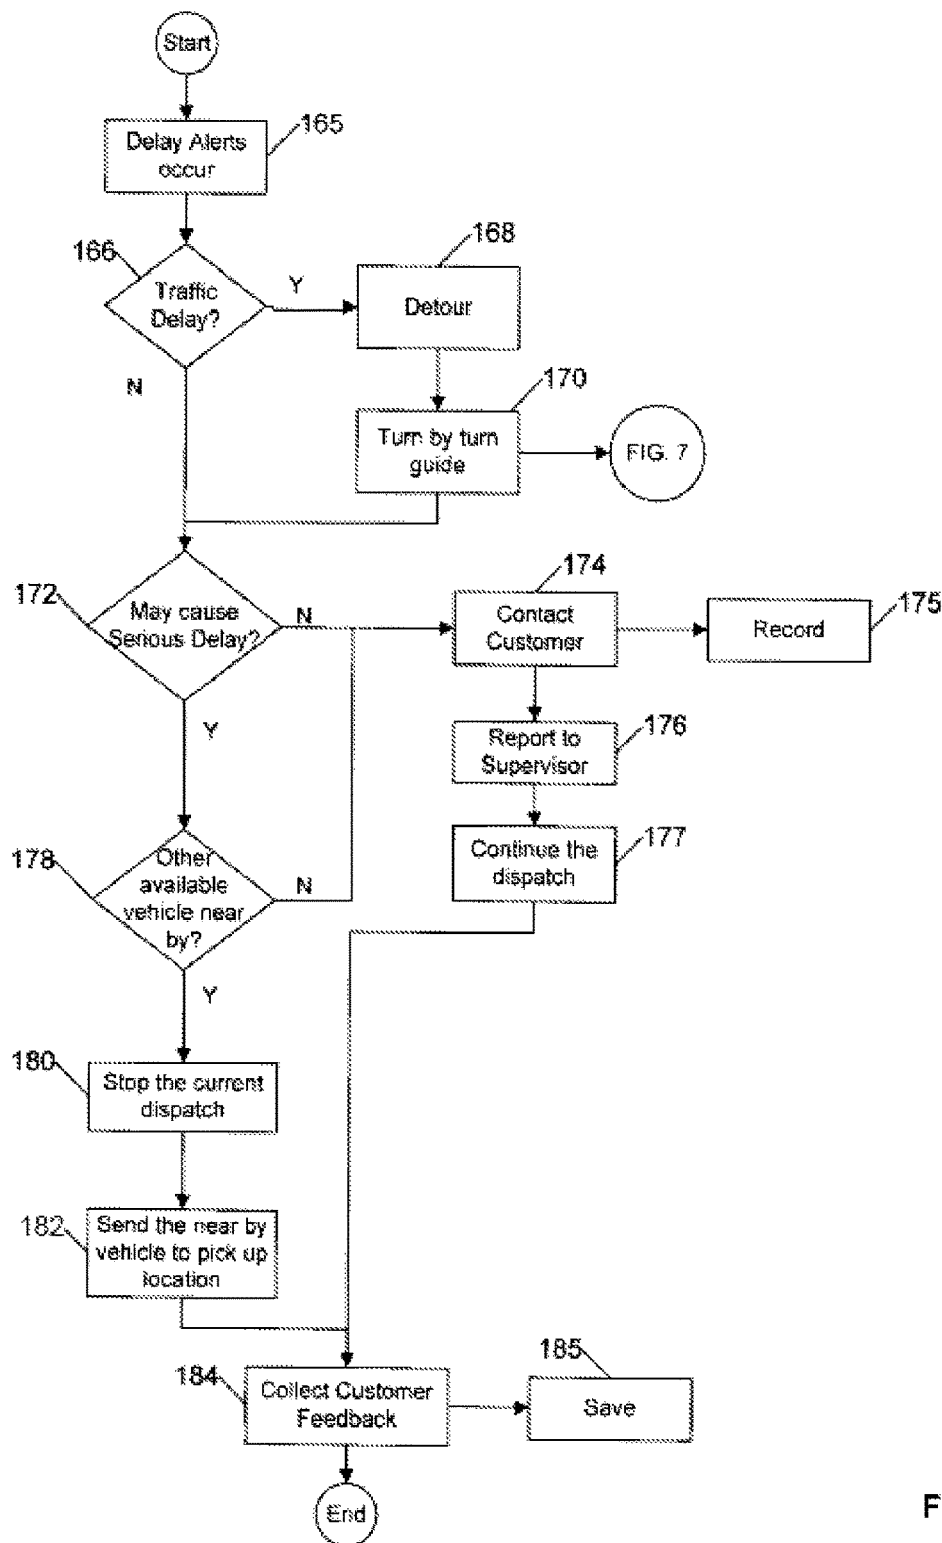 Start
165
Delay Alerts
occur
166
Traffic
Delay?
Y
N
168
Detour
170
Turn by turn
guide
FIG. 7
172
May cause
Serious Delay?
N
Y
174
Contact
Customer
175
Record
176
Report to
Supervisor
177
Continue the
dispatch
178
Other
available
vehicle near
by?
N
Y
180
Stop the current
dispatch
182
Send the near by
vehicle to pick up
location
184
Collect Customer
Feedback
185
Save
End
F